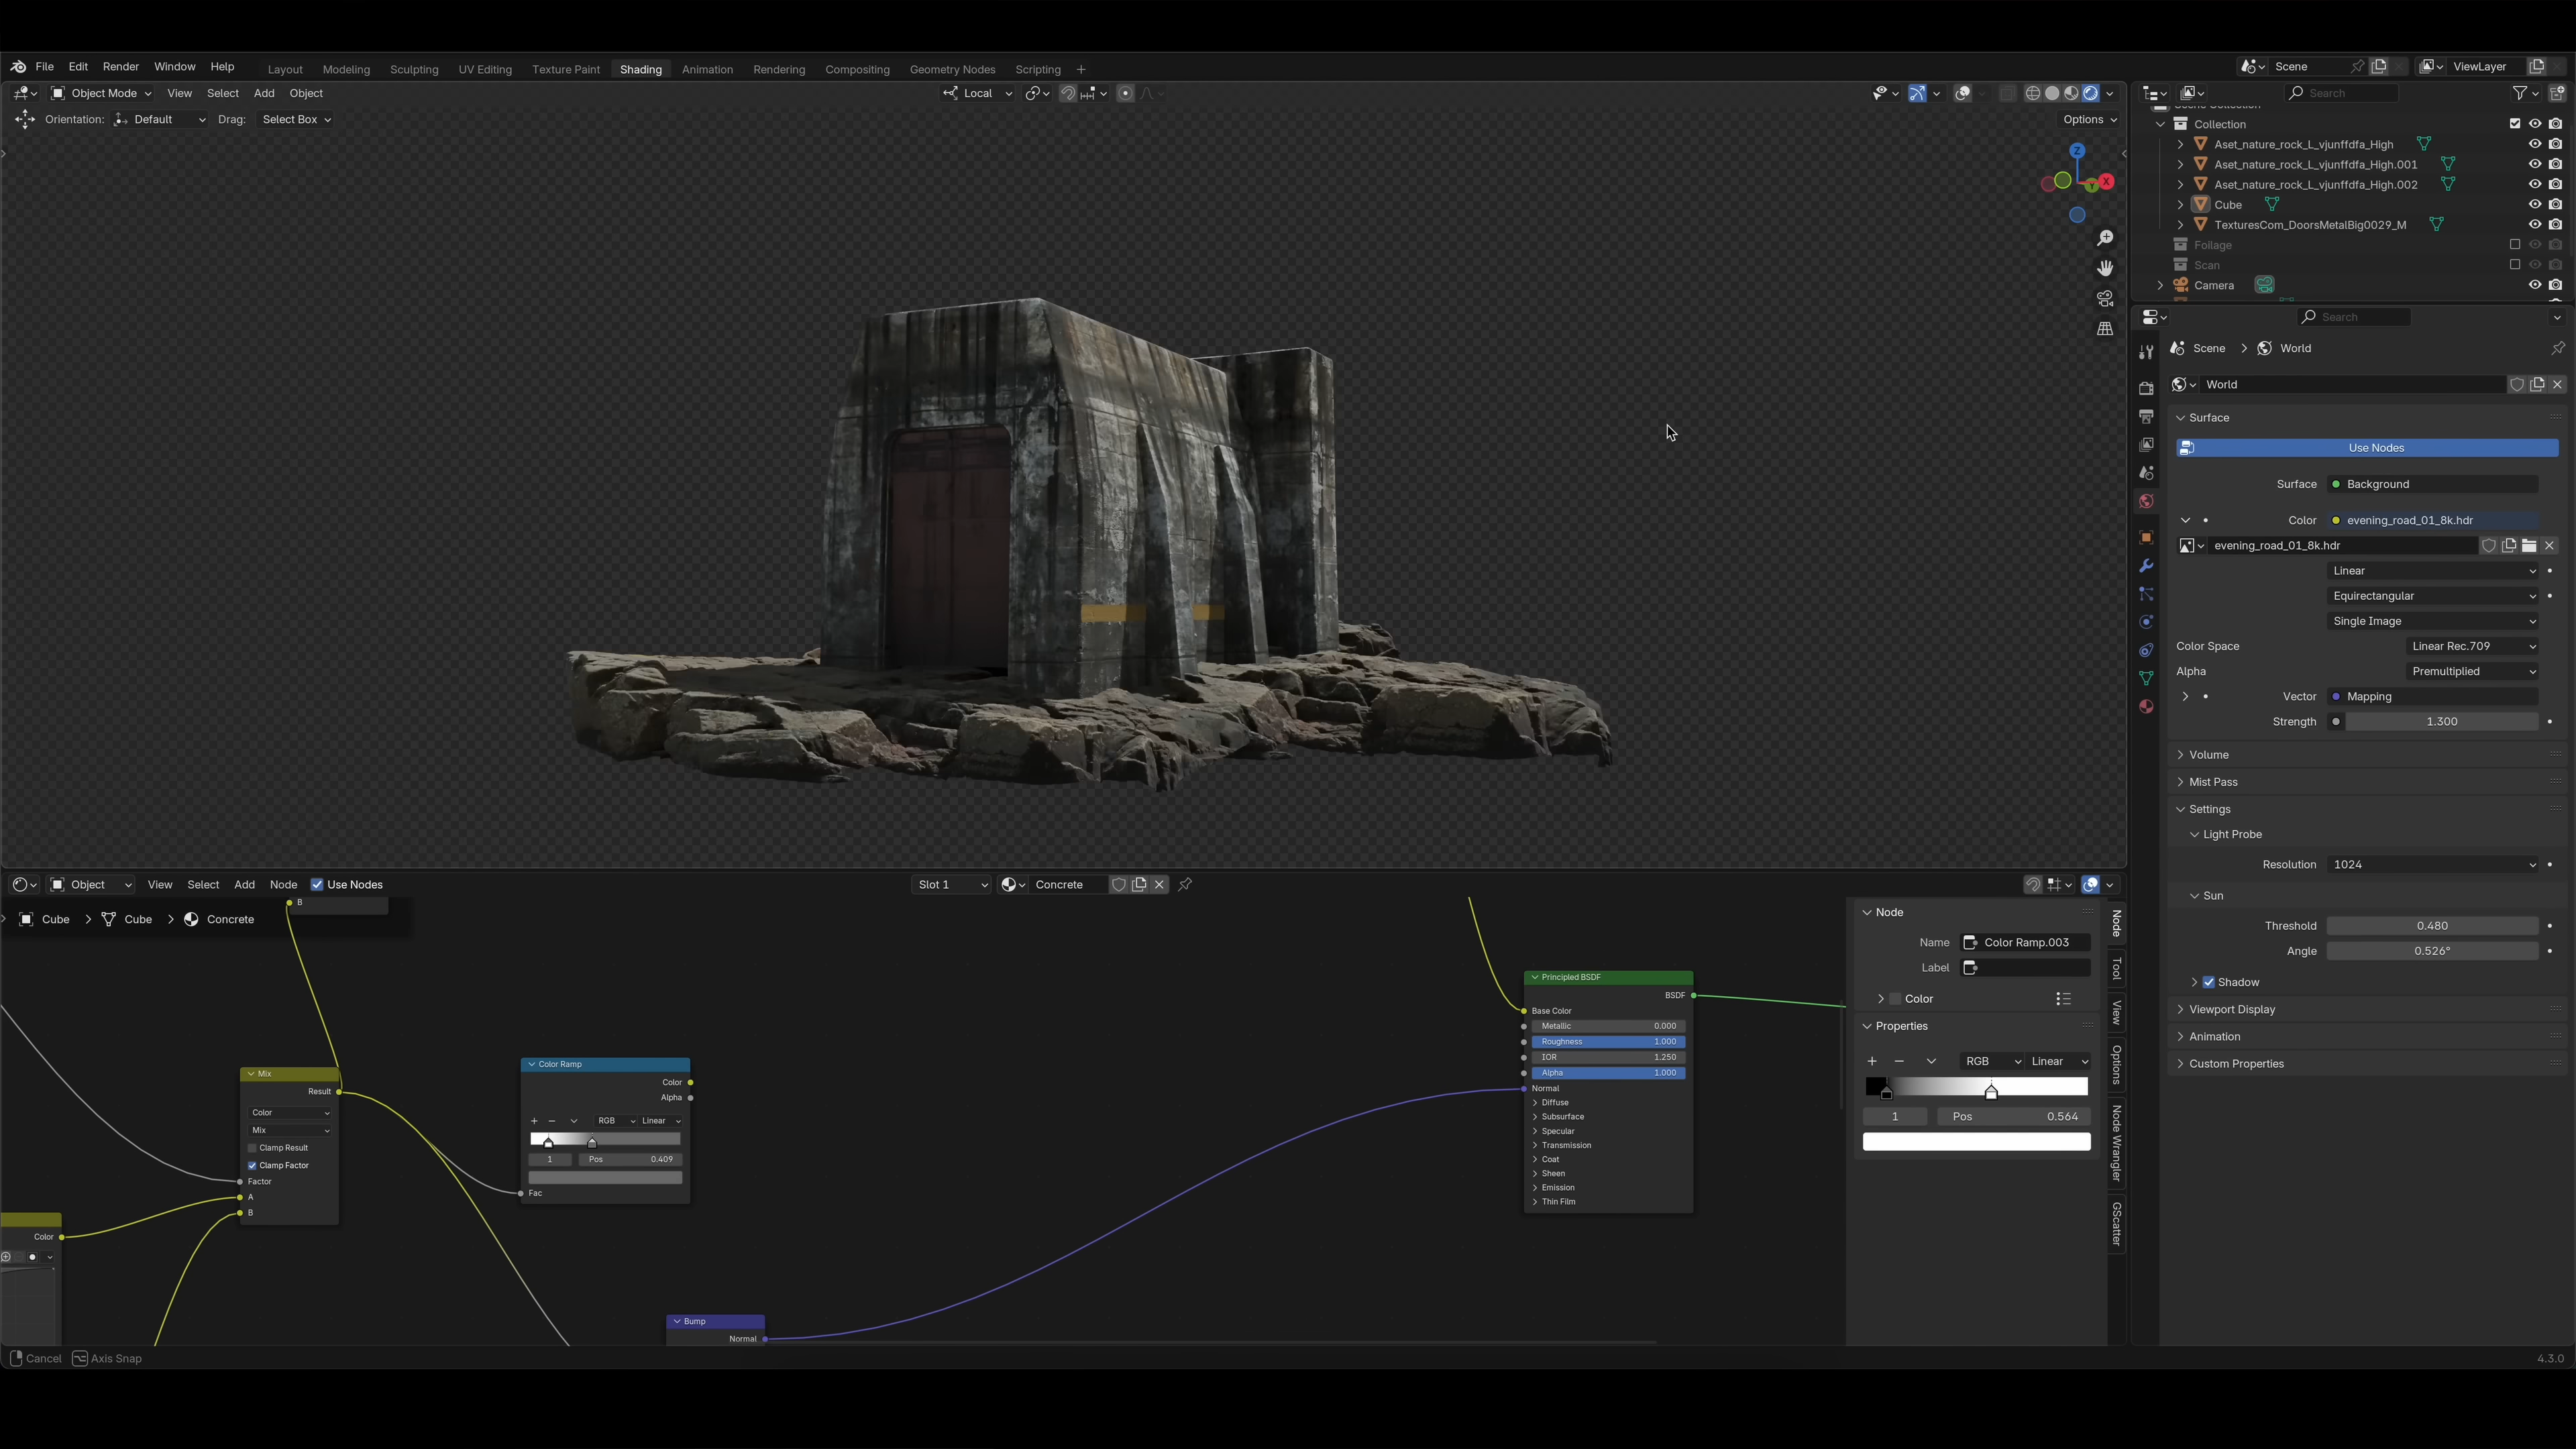 File Edit Render Window Help Layout Modeling Sculpting UV Editing Texture Paint Shading Animation Rendering Compositing Geometry Nodes Scripting + Scene ViewLayer
Object Mode View Select Add Object Local Search
Orientation: Default Drag: Select Box Options
Collection
Aset_nature_rock_L_vjunffdfa_High
Aset_nature_rock_L_vjunffdfa_High.001
Aset_nature_rock_L_vjunffdfa_High.002
Cube
TexturesCom_DoorsMetalBig0029_M
Foilage
Scan
Camera
Z
X
Y
Search
Scene > World
World
Surface
Use Nodes
Surface Background
Color evening_road_01_8k.hdr
evening_road_01_8k.hdr
Linear
Equirectangular
Single Image
Color Space Linear Rec.709
Alpha Premultiplied
Vector Mapping
Strength 1.300
Volume
Mist Pass
Settings
Light Probe
Resolution 1024
Sun
Threshold 0.480
Angle 0.526°
Shadow
Viewport Display
Animation
Custom Properties
Object View Select Add Node Use Nodes Slot 1 Concrete
B
Cube > Cube > Concrete
Mix
Result
Color
Mix
Clamp Result
Clamp Factor
Factor
A
B
Color
Color Ramp
Color
Alpha
+ − RGB Linear
1 Pos 0.409
Fac
Bump
Normal
Principled BSDF
BSDF
Base Color
Metallic 0.000
Roughness 1.000
IOR 1.250
Alpha 1.000
Normal
Diffuse
Subsurface
Specular
Transmission
Coat
Sheen
Emission
Thin Film
Node
Name Color Ramp.003
Label
Color
Properties
+ − RGB Linear
1 Pos 0.564
Node
Tool
View
Options
Node Wrangler
GScatter
Cancel Axis Snap 4.3.0